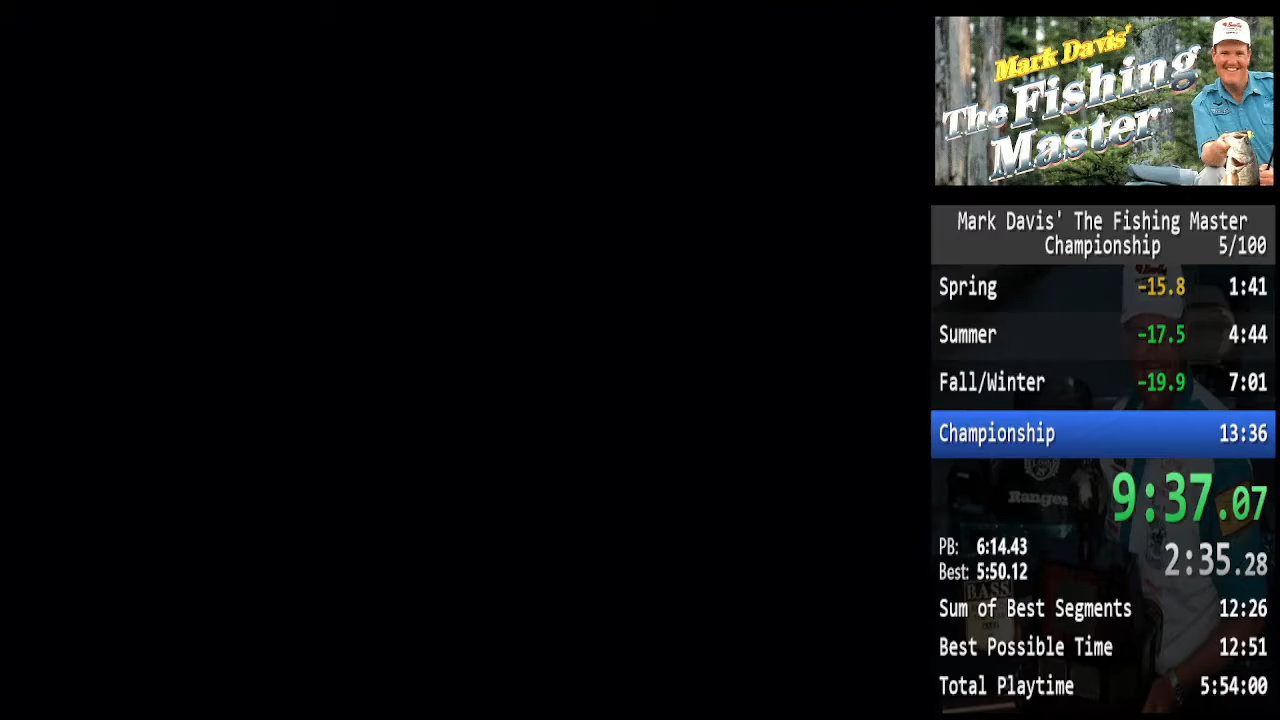 Mark Davis'
The Fishing
Master™
Mark Davis' The Fishing Master
Championship 5/100
Spring -15.8 1:41
Summer -17.5 4:44
Fall/Winter -19.9 7:01
Championship 13:36
Ranger
9:37.07
PB: 6:14.43
2:35.28
Best: 5:50.12
BASS
Sum of Best Segments 12:26
Best Possible Time 12:51
Total Playtime 5:54:00